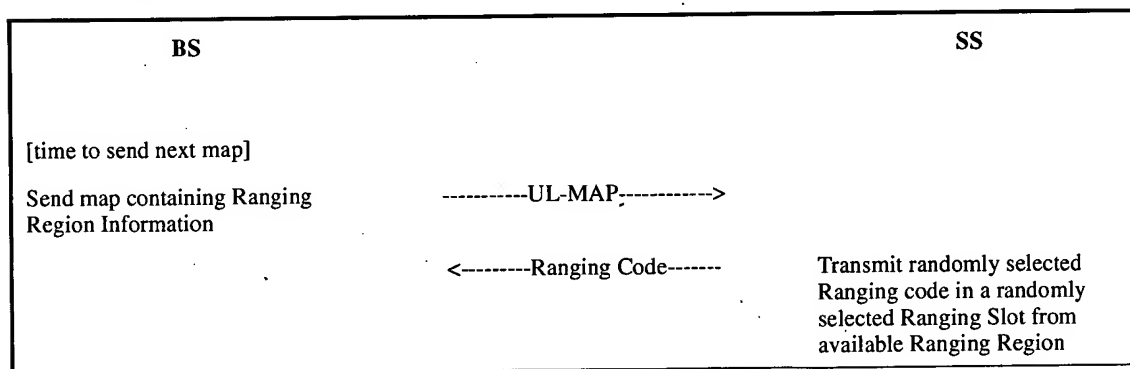 BS
SS
[time to send next map]
Send map containing Ranging
Region Information
-----------UL-MAP------------>
<---------Ranging Code-------
Transmit randomly selected
Ranging code in a randomly
selected Ranging Slot from
available Ranging Region